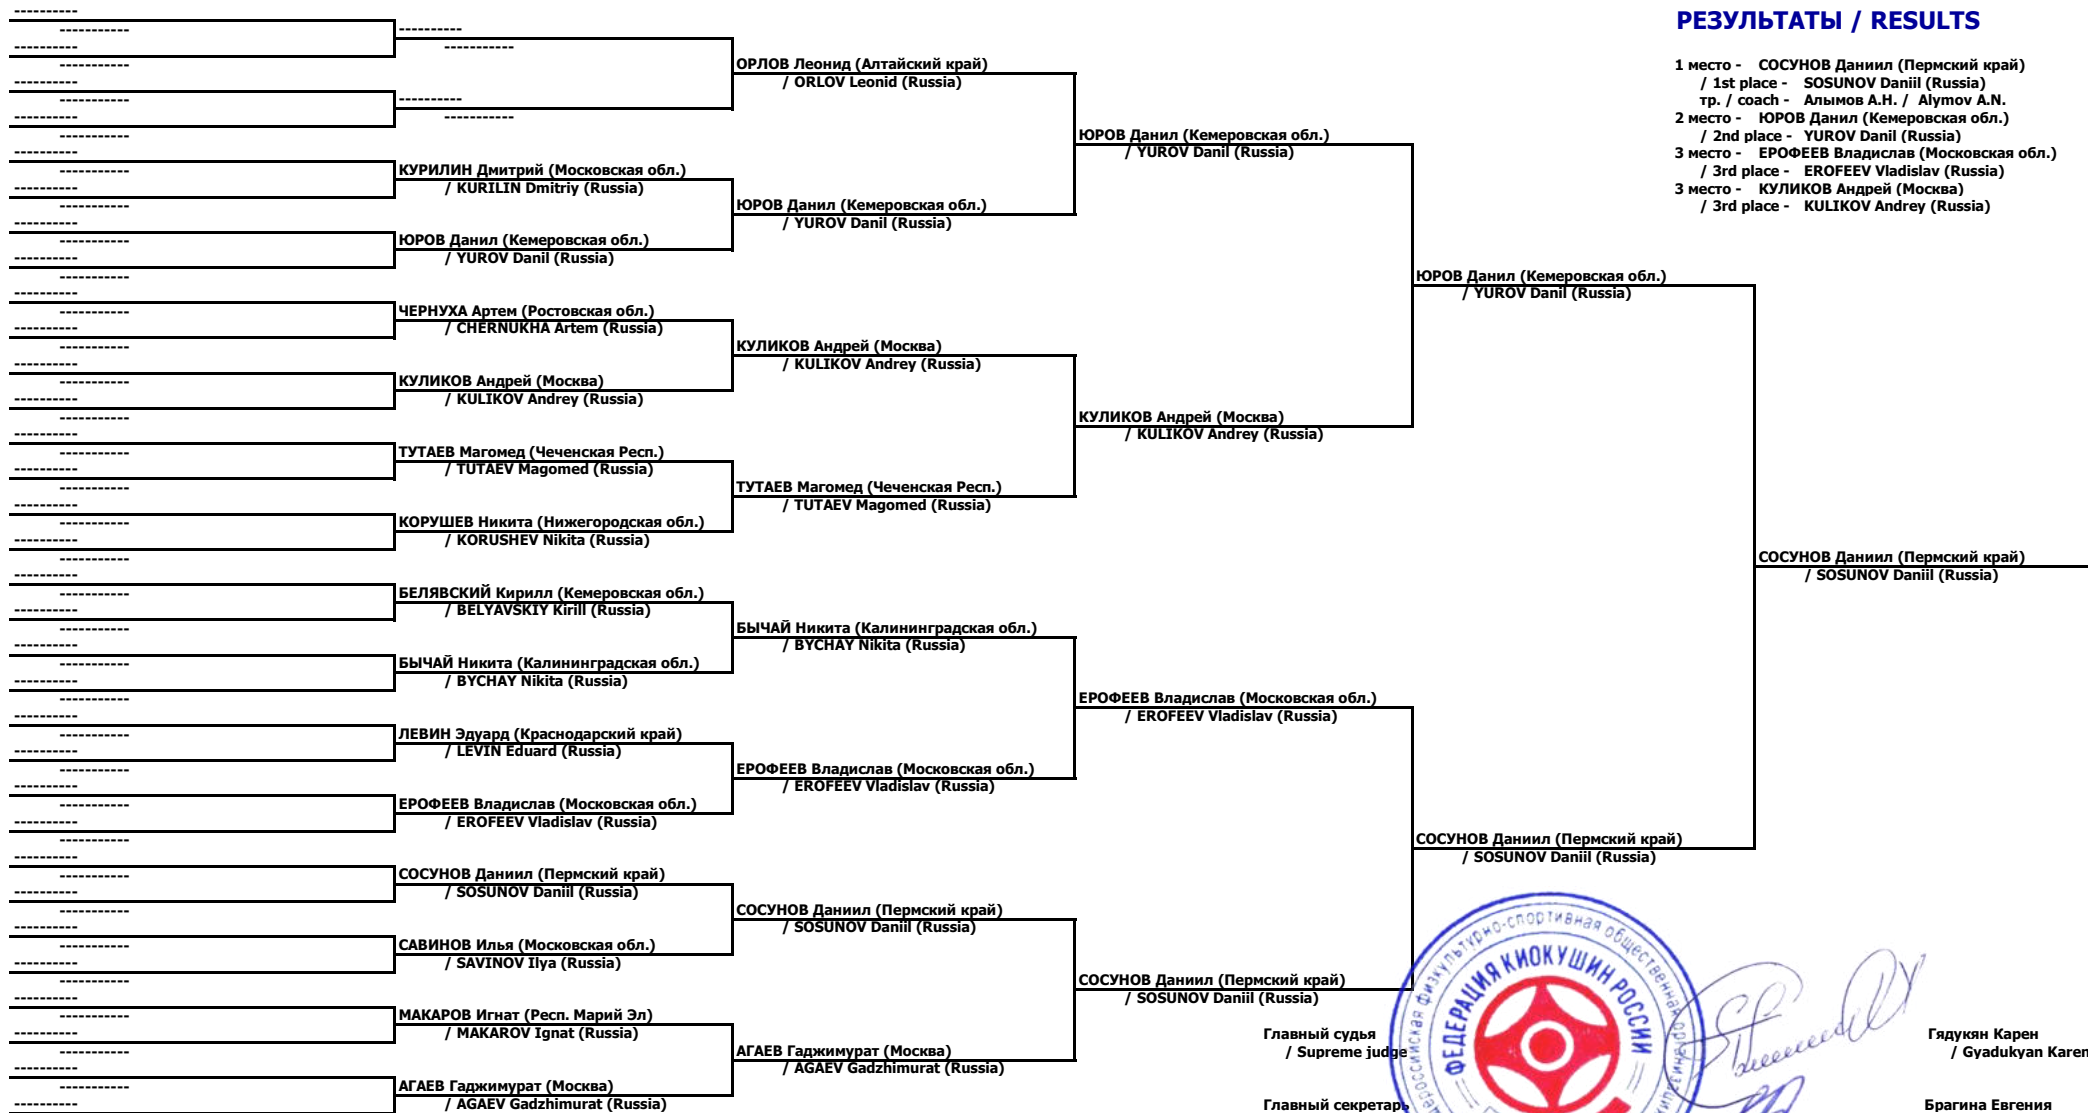 РЕЗУЛЬТАТЫ / RESULTS
1 место - СОСУНОВ Даниил (Пермский край)
/ 1st place - SOSUNOV Daniil (Russia)
тр. / coach - Алымов А.Н. / Alymov A.N.
2 место - ЮРОВ Данил (Кемеровская обл.)
/ 2nd place - YUROV Danil (Russia)
3 место - ЕРОФЕЕВ Владислав (Московская обл.)
/ 3rd place - EROFEEV Vladislav (Russia)
3 место - КУЛИКОВ Андрей (Москва)
/ 3rd place - KULIKOV Andrey (Russia)
КУРИЛИН Дмитрий (Московская обл.)
/ KURILIN Dmitriy (Russia)
ЮРОВ Данил (Кемеровская обл.)
/ YUROV Danil (Russia)
ЧЕРНУХА Артем (Ростовская обл.)
/ CHERNUKHA Artem (Russia)
КУЛИКОВ Андрей (Москва)
/ KULIKOV Andrey (Russia)
ТУТАЕВ Магомед (Чеченская Респ.)
/ TUTAEV Magomed (Russia)
КОРУШЕВ Никита (Нижегородская обл.)
/ KORUSHEV Nikita (Russia)
БЕЛЯВСКИЙ Кирилл (Кемеровская обл.)
/ BELYAVSKIY Kirill (Russia)
БЫЧАЙ Никита (Калининградская обл.)
/ BYCHAY Nikita (Russia)
ЛЕВИН Эдуард (Краснодарский край)
/ LEVIN Eduard (Russia)
ЕРОФЕЕВ Владислав (Московская обл.)
/ EROFEEV Vladislav (Russia)
СОСУНОВ Даниил (Пермский край)
/ SOSUNOV Daniil (Russia)
САВИНОВ Илья (Московская обл.)
/ SAVINOV Ilya (Russia)
МАКАРОВ Игнат (Респ. Марий Эл)
/ MAKAROV Ignat (Russia)
АГАЕВ Гаджимурат (Москва)
/ AGAEV Gadzhimurat (Russia)
ОРЛОВ Леонид (Алтайский край)
/ ORLOV Leonid (Russia)
ЮРОВ Данил (Кемеровская обл.)
/ YUROV Danil (Russia)
КУЛИКОВ Андрей (Москва)
/ KULIKOV Andrey (Russia)
ТУТАЕВ Магомед (Чеченская Респ.)
/ TUTAEV Magomed (Russia)
БЫЧАЙ Никита (Калининградская обл.)
/ BYCHAY Nikita (Russia)
ЕРОФЕЕВ Владислав (Московская обл.)
/ EROFEEV Vladislav (Russia)
СОСУНОВ Даниил (Пермский край)
/ SOSUNOV Daniil (Russia)
АГАЕВ Гаджимурат (Москва)
/ AGAEV Gadzhimurat (Russia)
ЮРОВ Данил (Кемеровская обл.)
/ YUROV Danil (Russia)
КУЛИКОВ Андрей (Москва)
/ KULIKOV Andrey (Russia)
ЕРОФЕЕВ Владислав (Московская обл.)
/ EROFEEV Vladislav (Russia)
СОСУНОВ Даниил (Пермский край)
/ SOSUNOV Daniil (Russia)
ЮРОВ Данил (Кемеровская обл.)
/ YUROV Danil (Russia)
СОСУНОВ Даниил (Пермский край)
/ SOSUNOV Daniil (Russia)
СОСУНОВ Даниил (Пермский край)
/ SOSUNOV Daniil (Russia)
физкультурно-спортивная общественная
ФЕДЕРАЦИЯ КИОКУШИН РОССИИ
Главный судья
/ Supreme judge
Гядукян Карен
/ Gyadukyan Karen
Главный секретарь
Брагина Евгения